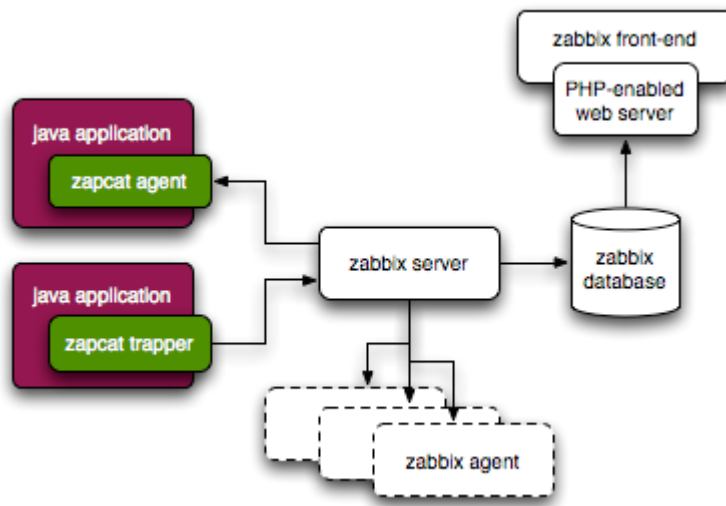 zabbix front-end
PHP-enabled
web server
java application
zapcat agent
zabbix server
zabbix
database
java application
zapcat trapper
zabbix agent